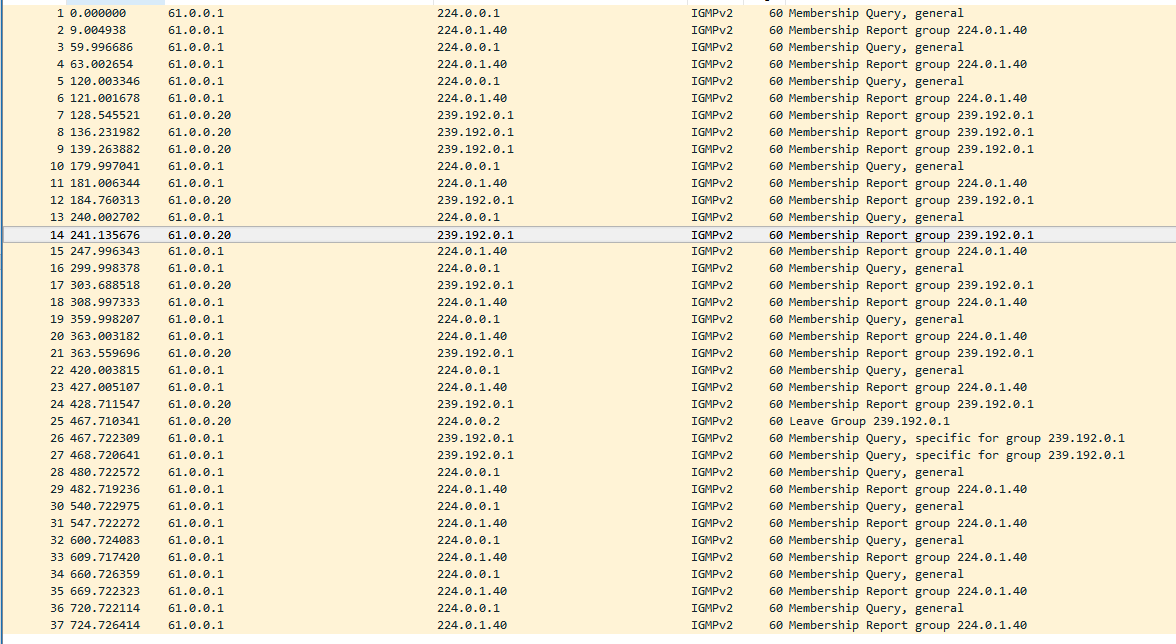 1 0.000000 61.0.0.1 224.0.0.1 IGMPv2 60 Membership Query, general
2 9.004938 61.0.0.1 224.0.1.40 IGMPv2 60 Membership Report group 224.0.1.40
3 59.996686 61.0.0.1 224.0.0.1 IGMPv2 60 Membership Query, general
4 63.002654 61.0.0.1 224.0.1.40 IGMPv2 60 Membership Report group 224.0.1.40
5 120.003346 61.0.0.1 224.0.0.1 IGMPv2 60 Membership Query, general
6 121.001678 61.0.0.1 224.0.1.40 IGMPv2 60 Membership Report group 224.0.1.40
7 128.545521 61.0.0.20 239.192.0.1 IGMPv2 60 Membership Report group 239.192.0.1
8 136.231982 61.0.0.20 239.192.0.1 IGMPv2 60 Membership Report group 239.192.0.1
9 139.263882 61.0.0.20 239.192.0.1 IGMPv2 60 Membership Report group 239.192.0.1
10 179.997041 61.0.0.1 224.0.0.1 IGMPv2 60 Membership Query, general
11 181.006344 61.0.0.1 224.0.1.40 IGMPv2 60 Membership Report group 224.0.1.40
12 184.760313 61.0.0.20 239.192.0.1 IGMPv2 60 Membership Report group 239.192.0.1
13 240.002702 61.0.0.1 224.0.0.1 IGMPv2 60 Membership Query, general
14 241.135676 61.0.0.20 239.192.0.1 IGMPv2 60 Membership Report group 239.192.0.1
15 247.996343 61.0.0.1 224.0.1.40 IGMPv2 60 Membership Report group 224.0.1.40
16 299.998378 61.0.0.1 224.0.0.1 IGMPv2 60 Membership Query, general
17 303.688518 61.0.0.20 239.192.0.1 IGMPv2 60 Membership Report group 239.192.0.1
18 308.997333 61.0.0.1 224.0.1.40 IGMPv2 60 Membership Report group 224.0.1.40
19 359.998207 61.0.0.1 224.0.0.1 IGMPv2 60 Membership Query, general
20 363.003182 61.0.0.1 224.0.1.40 IGMPv2 60 Membership Report group 224.0.1.40
21 363.559696 61.0.0.20 239.192.0.1 IGMPv2 60 Membership Report group 239.192.0.1
22 420.003815 61.0.0.1 224.0.0.1 IGMPv2 60 Membership Query, general
23 427.005107 61.0.0.1 224.0.1.40 IGMPv2 60 Membership Report group 224.0.1.40
24 428.711547 61.0.0.20 239.192.0.1 IGMPv2 60 Membership Report group 239.192.0.1
25 467.710341 61.0.0.20 224.0.0.2 IGMPv2 60 Leave Group 239.192.0.1
26 467.722309 61.0.0.1 239.192.0.1 IGMPv2 60 Membership Query, specific for group 239.192.0.1
27 468.720641 61.0.0.1 239.192.0.1 IGMPv2 60 Membership Query, specific for group 239.192.0.1
28 480.722572 61.0.0.1 224.0.0.1 IGMPv2 60 Membership Query, general
29 482.719236 61.0.0.1 224.0.1.40 IGMPv2 60 Membership Report group 224.0.1.40
30 540.722975 61.0.0.1 224.0.0.1 IGMPv2 60 Membership Query, general
31 547.722272 61.0.0.1 224.0.1.40 IGMPv2 60 Membership Report group 224.0.1.40
32 600.724083 61.0.0.1 224.0.0.1 IGMPv2 60 Membership Query, general
33 609.717420 61.0.0.1 224.0.1.40 IGMPv2 60 Membership Report group 224.0.1.40
34 660.726359 61.0.0.1 224.0.0.1 IGMPv2 60 Membership Query, general
35 669.722323 61.0.0.1 224.0.1.40 IGMPv2 60 Membership Report group 224.0.1.40
36 720.722114 61.0.0.1 224.0.0.1 IGMPv2 60 Membership Query, general
37 724.726414 61.0.0.1 224.0.1.40 IGMPv2 60 Membership Report group 224.0.1.40